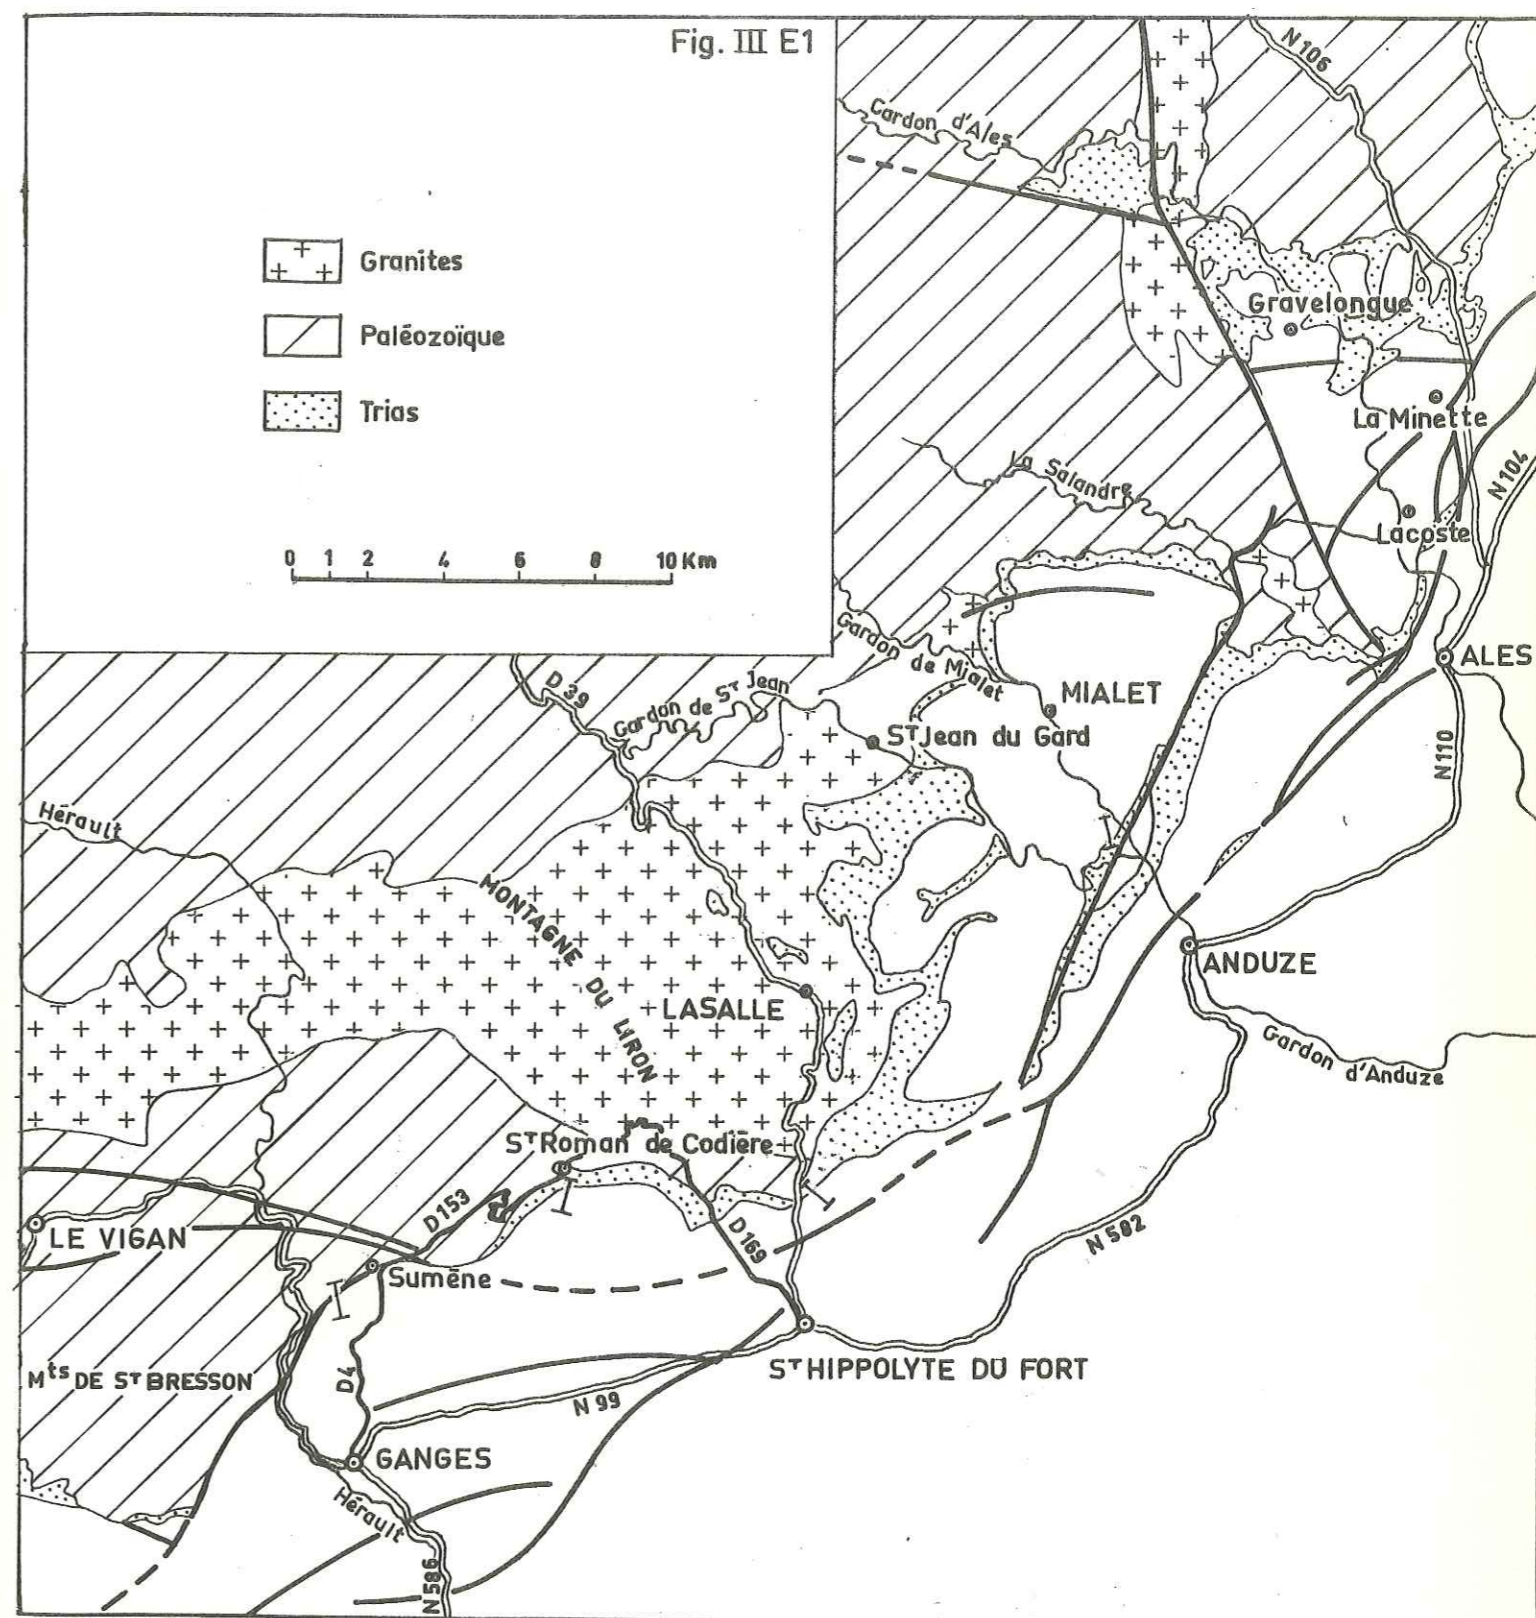 Fig. III E1
Granites
Paléozoïque
Trias
0 1 2 4 6 8 10 Km
N 106
Gardon d'Ales
Gravelongue
La Minette
N 104
La Salandre
Lacoste
ALES
Gardon de Mialet
MIALET
D 39
Gardon de Sᵀ Jean
Sᵀ Jean du Gard
N 110
Hérault
MONTAGNE DU LIRON
LASALLE
ANDUZE
Gardon d'Anduze
Sᵀ Roman de Codière
D 153
D 169
N 582
LE VIGAN
Sumēne
Mᵗˢ DE Sᵀ BRESSON
D4
Sᵀ HIPPOLYTE DU FORT
N 99
GANGES
Hérault
N 586